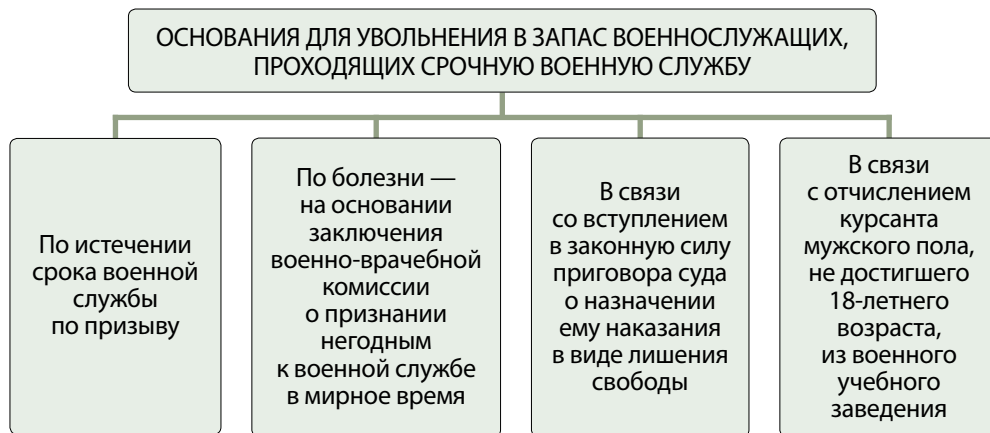 ОСНОВАНИЯ ДЛЯ УВОЛЬНЕНИЯ В ЗАПАС ВОЕННОСЛУЖАЩИХ,
ПРОХОДЯЩИХ СРОЧНУЮ ВОЕННУЮ СЛУЖБУ
По истечении
срока военной
службы
по призыву
По болезни —
на основании
заключения
военно-врачебной
комиссии
о признании
негодным
к военной службе
в мирное время
В связи
со вступлением
в законную силу
приговора суда
о назначении
ему наказания
в виде лишения
свободы
В связи
с отчислением
курсанта
мужского пола,
не достигшего
18-летнего
возраста,
из военного
учебного
заведения